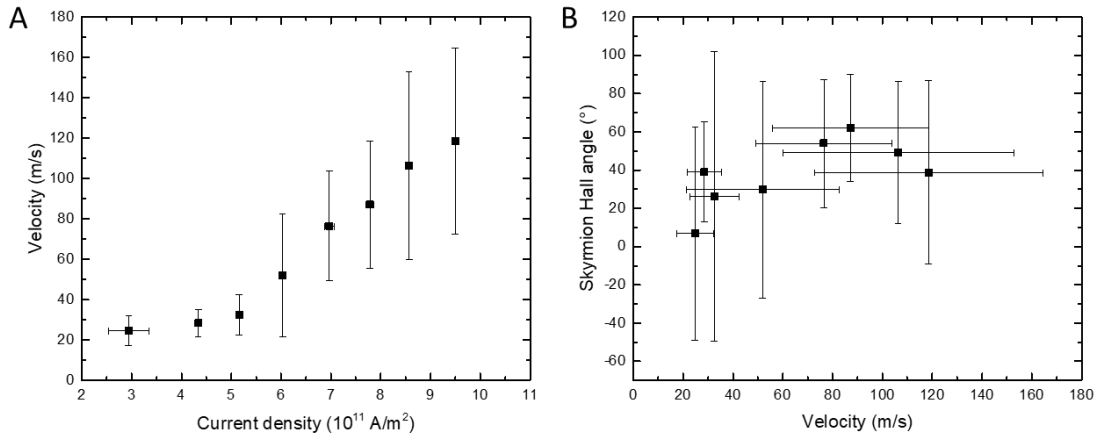 A
180
160
140
120
100
80
60
40
20
0
Velocity (m/s)
2 3 4 5 6 7 8 9 10 11
Current density (10¹¹ A/m²)
B
120
100
80
60
40
20
0
-20
-40
-60
Skyrmion Hall angle (°)
0 20 40 60 80 100 120 140 160 180
Velocity (m/s)